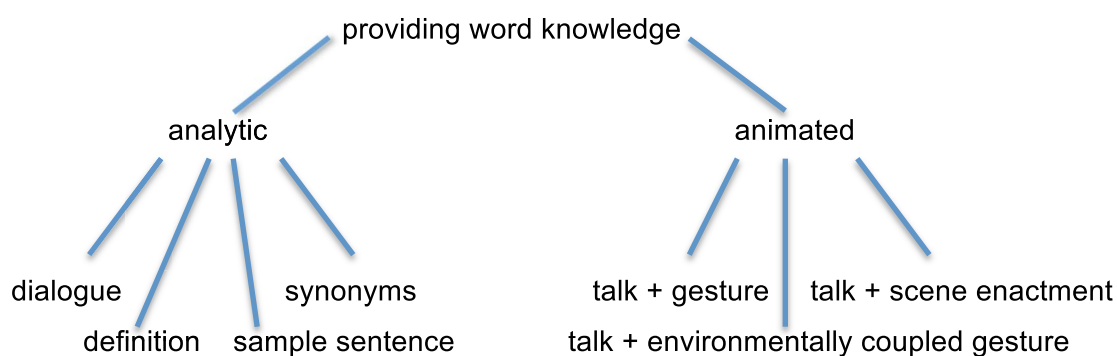 providing word knowledge
analytic
animated
dialogue
synonyms
talk + gesture
talk + scene enactment
definition
sample sentence
talk + environmentally coupled gesture